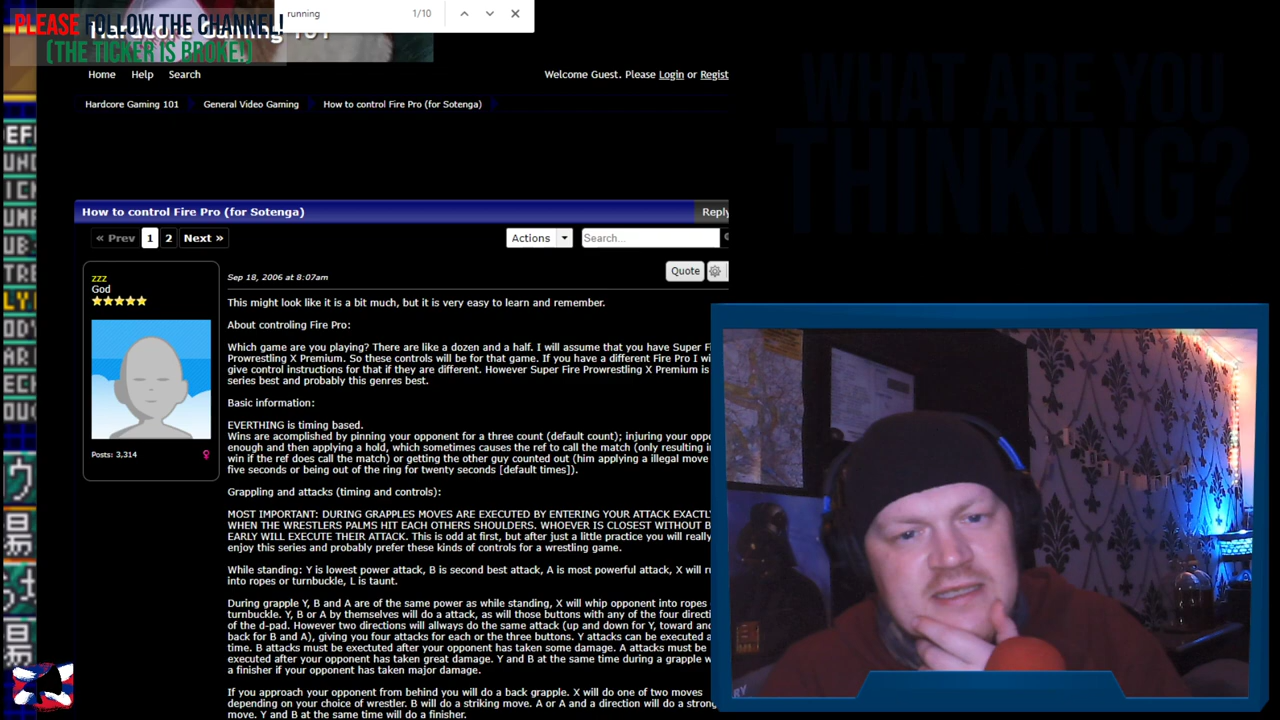 running
1/10
PLEASE FOLLOW THE CHANNEL!
(THE TICKER IS BROKE!)
Hardcore Gaming 101
Home Help Search
Welcome Guest. Please Login or Regist
WHAT ARE YOU
THINKING?
Hardcore Gaming 101 General Video Gaming How to control Fire Pro (for Sotenga)
How to control Fire Pro (for Sotenga)
Reply
« Prev 1 2 Next »
Actions
Search...
zzz
God
Posts: 3,314
Sep 18, 2006 at 8:07am
Quote
This might look like it is a bit much, but it is very easy to learn and remember.
About controling Fire Pro:
Which game are you playing? There are like a dozen and a half. I will assume that you have Super Fi
Prowrestling X Premium. So these controls will be for that game. If you have a different Fire Pro I wi
give control instructions for that if they are different. However Super Fire Prowrestling X Premium is
series best and probably this genres best.
Basic information:
EVERTHING is timing based.
Wins are acomplished by pinning your opponent for a three count (default count); injuring your oppo
enough and then applying a hold, which sometimes causes the ref to call the match (only resulting in
win if the ref does call the match) or getting the other guy counted out (him applying a illegal move
five seconds or being out of the ring for twenty seconds [default times]).
Grappling and attacks (timing and controls):
MOST IMPORTANT: DURING GRAPPLES MOVES ARE EXECUTED BY ENTERING YOUR ATTACK EXACTL
WHEN THE WRESTLERS PALMS HIT EACH OTHERS SHOULDERS. WHOEVER IS CLOSEST WITHOUT B
EARLY WILL EXECUTE THEIR ATTACK. This is odd at first, but after just a little practice you will really
enjoy this series and probably prefer these kinds of controls for a wrestling game.
While standing: Y is lowest power attack, B is second best attack, A is most powerful attack, X will ru
into ropes or turnbuckle, L is taunt.
During grapple Y, B and A are of the same power as while standing, X will whip opponent into ropes
turnbuckle. Y, B or A by themselves will do a attack, as will those buttons with any of the four directi
of the d-pad. However two directions will allways do the same attack (up and down for Y, toward and
back for B and A), giving you four attacks for each or the three buttons. Y attacks can be executed a
time. B attacks must be exectuted after your opponent has taken some damage. A attacks must be
executed after your opponent has taken great damage. Y and B at the same time during a grapple w
a finisher if your opponent has taken major damage.
If you approach your opponent from behind you will do a back grapple. X will do one of two moves
depending on your choice of wrestler. B will do a striking move. A or A and a direction will do a stron
move. Y and B at the same time will do a finisher.